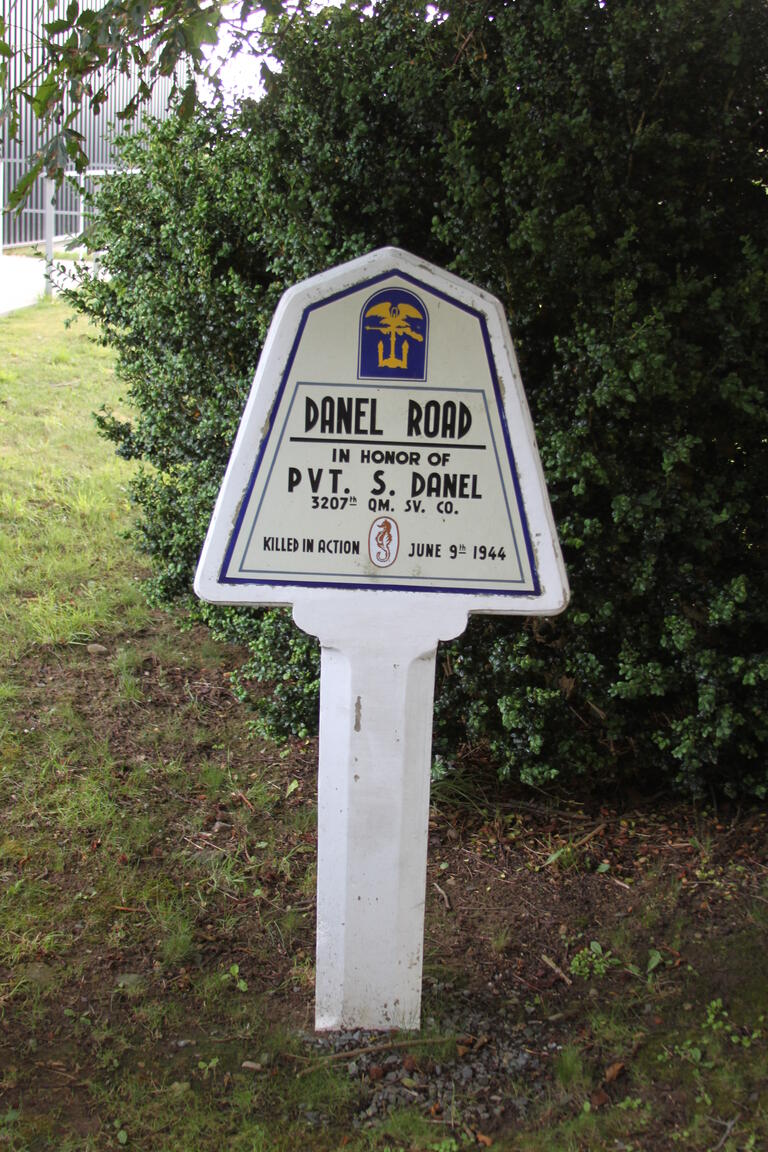 DANEL ROAD
IN HONOR OF
PVT. S. DANEL
3207th QM. SV. CO.
KILLED IN ACTION JUNE 9th 1944